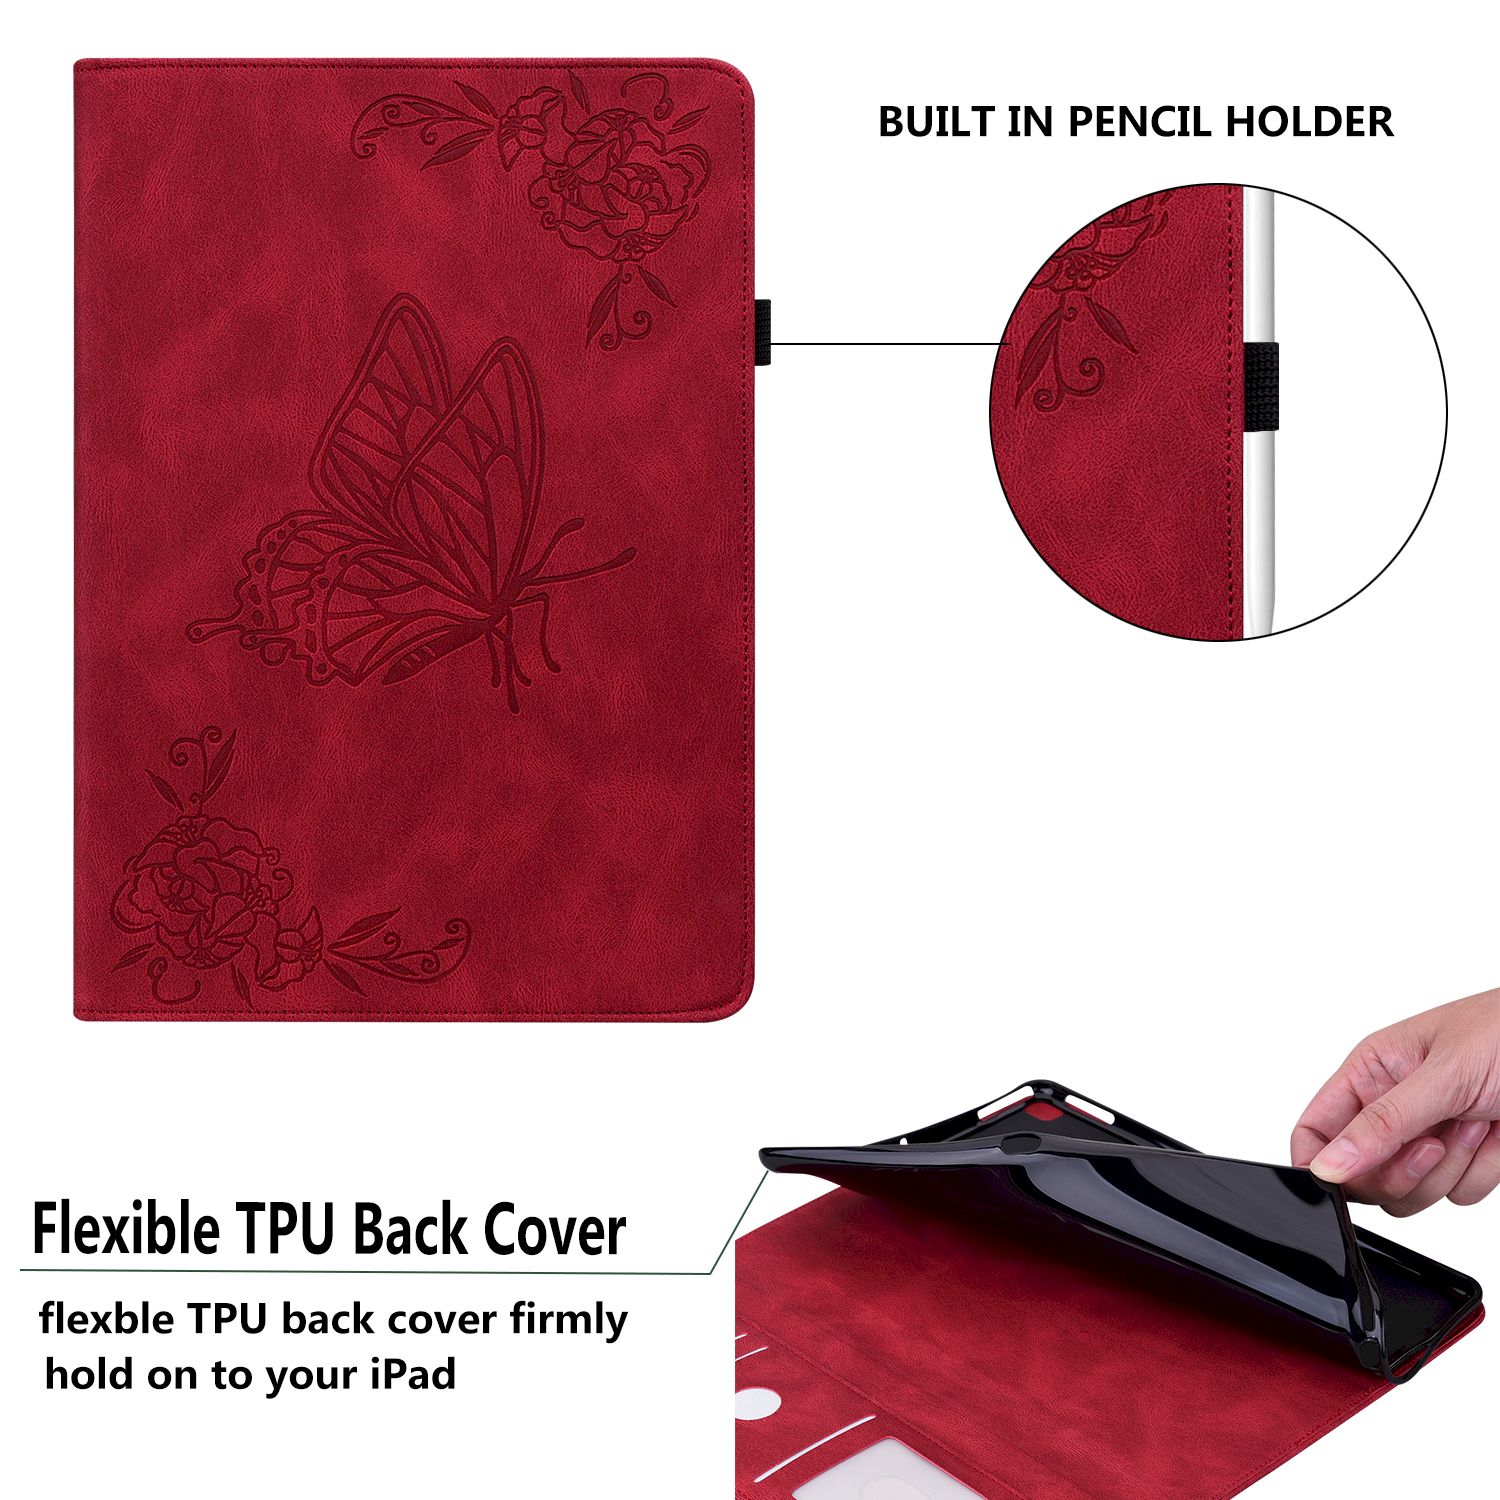 BUILT IN PENCIL HOLDER
Flexible TPU Back Cover
flexble TPU back cover firmly
hold on to your iPad